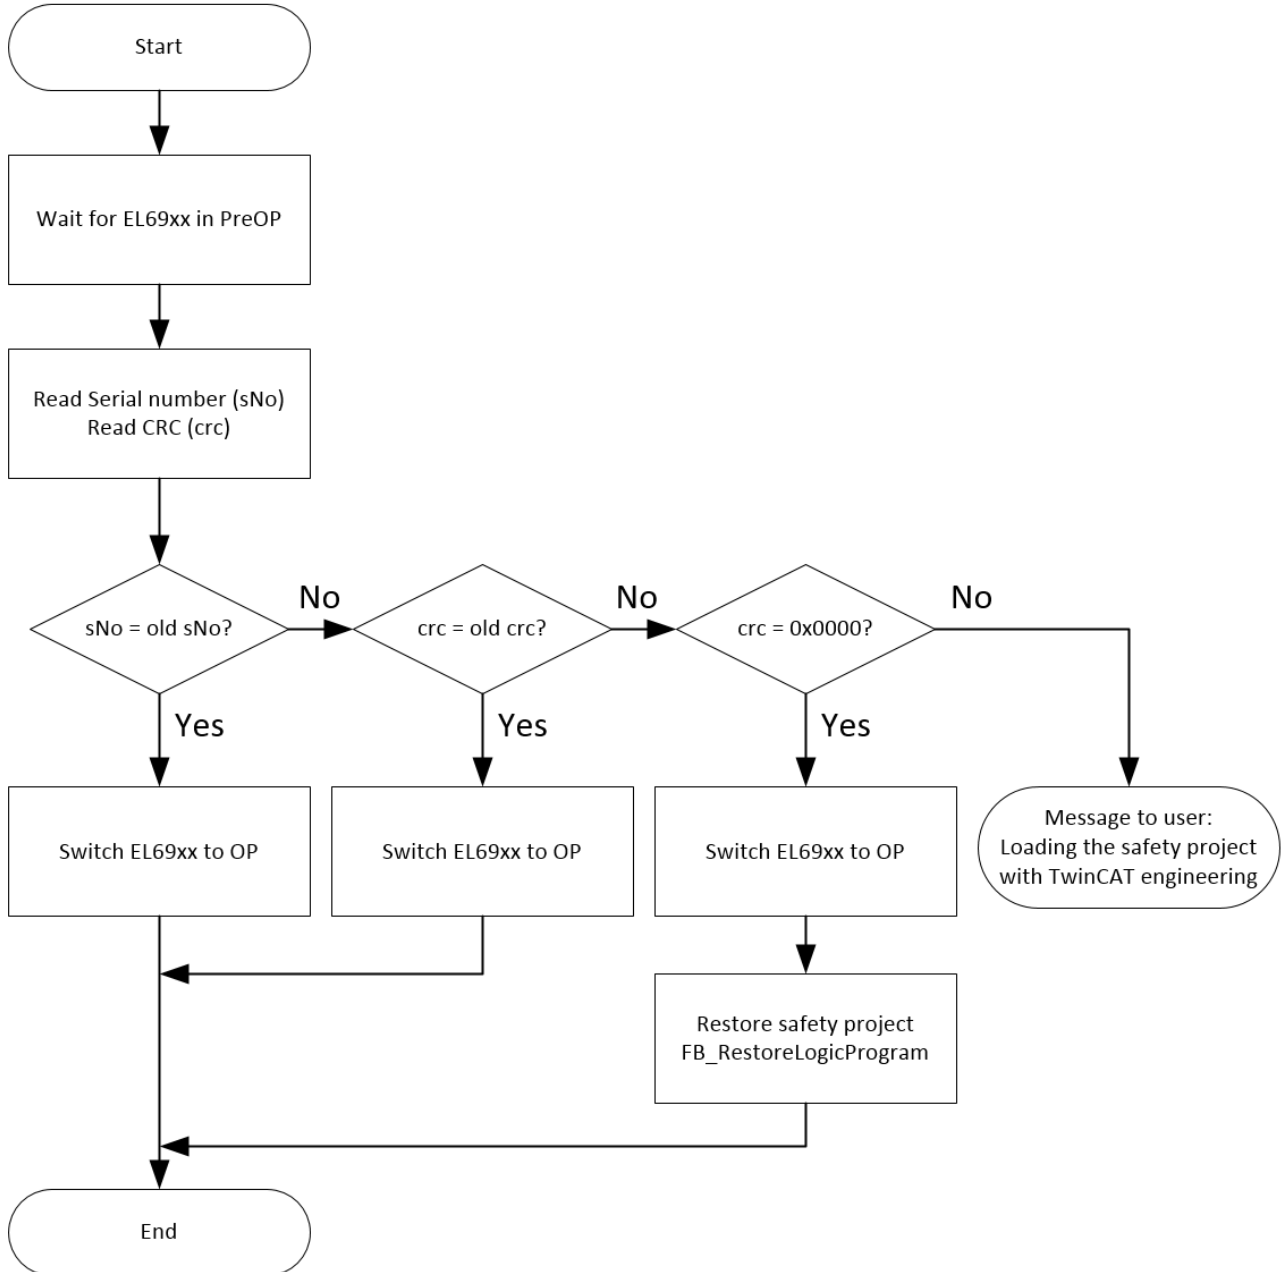 Start
Wait for EL69xx in PreOP
Read Serial number (sNo)
Read CRC (crc)
sNo = old sNo?
No
crc = old crc?
No
crc = 0x0000?
No
Yes
Yes
Yes
Switch EL69xx to OP
Switch EL69xx to OP
Switch EL69xx to OP
Message to user:
Loading the safety project
with TwinCAT engineering
Restore safety project
FB_RestoreLogicProgram
End